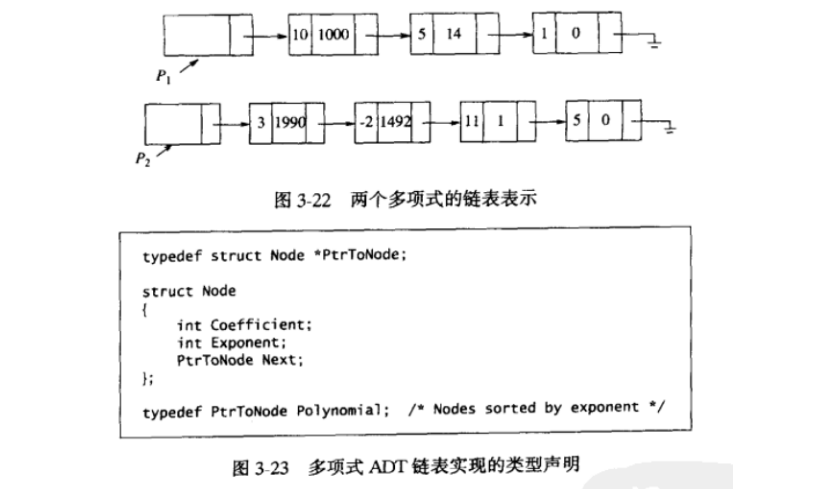 10 1000 5 14 1 0
P1
3 1990 -2 1492 11 1 5 0
P2
图 3-22 两个多项式的链表表示
typedef struct Node *PtrToNode;
struct Node
{
int Coefficient;
int Exponent;
PtrToNode Next;
};
typedef PtrToNode Polynomial; /* Nodes sorted by exponent */
图 3-23 多项式 ADT 链表实现的类型声明